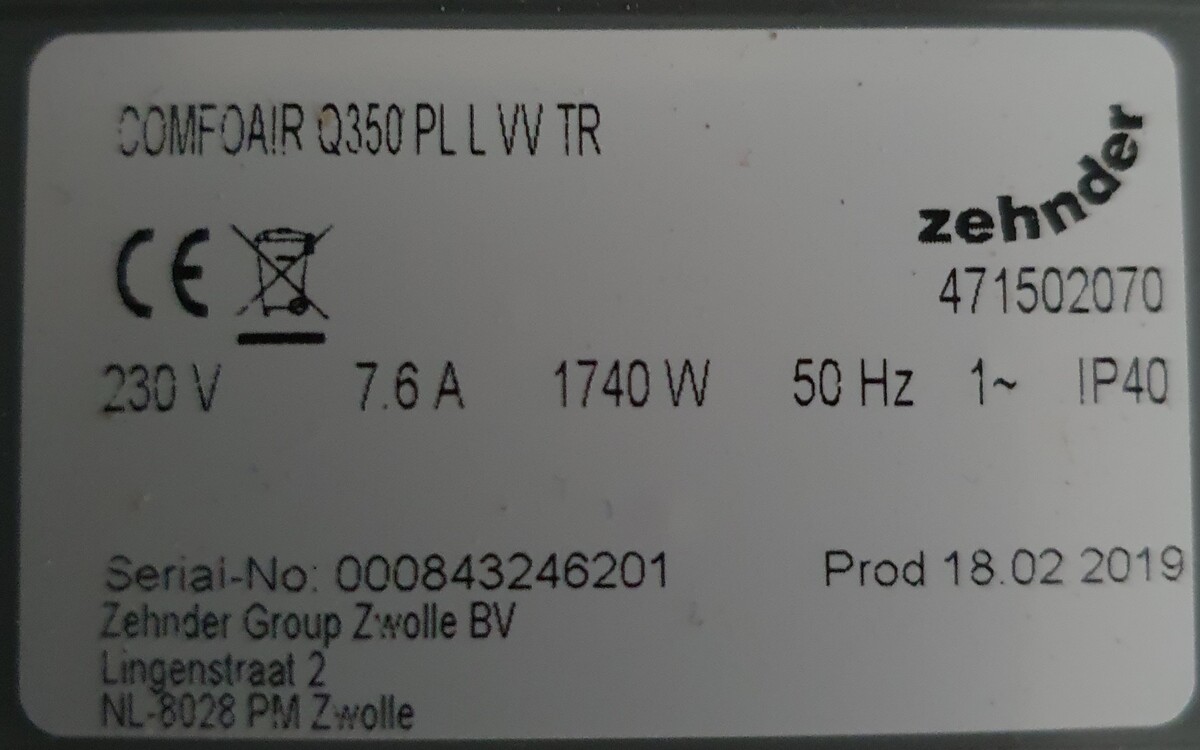 COMFOAIR Q350 PL L VV TR
zehnder
CE
471502070
230 V 7.6 A 1740 W 50 Hz 1~ IP40
Serial-No: 000843246201 Prod 18.02 2019
Zehnder Group Zwolle BV
Lingenstraat 2
NL-8028 PM Zwolle